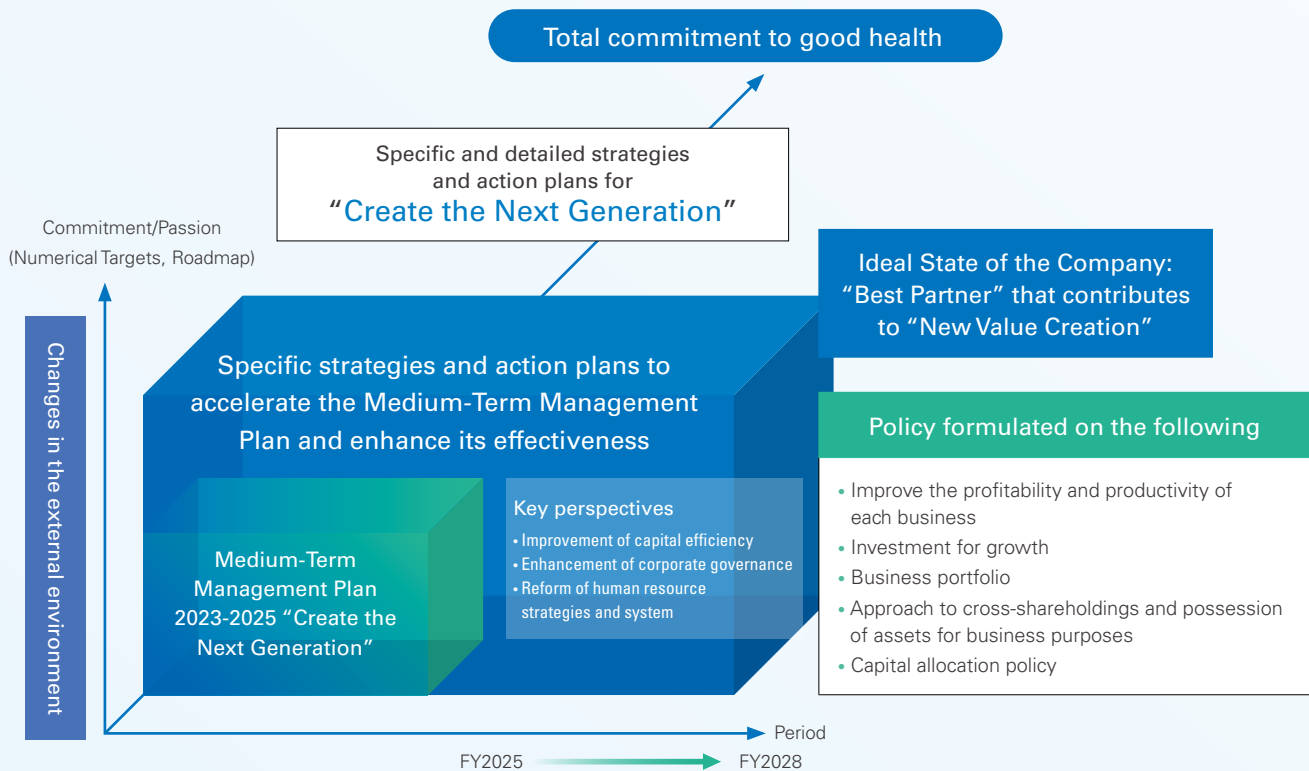 Total commitment to good health
Specific and detailed strategies
and action plans for
“Create the Next Generation”
Commitment/Passion
(Numerical Targets, Roadmap)
Changes in the external environment
Ideal State of the Company:
“Best Partner” that contributes
to “New Value Creation”
Specific strategies and action plans to
accelerate the Medium-Term Management
Plan and enhance its effectiveness
Medium-Term
Management Plan
2023-2025 “Create the
Next Generation”
Key perspectives
• Improvement of capital efficiency
• Enhancement of corporate governance
• Reform of human resource
strategies and system
Policy formulated on the following
• Improve the profitability and productivity of
each business
• Investment for growth
• Business portfolio
• Approach to cross-shareholdings and possession
of assets for business purposes
• Capital allocation policy
Period
FY2025
FY2028